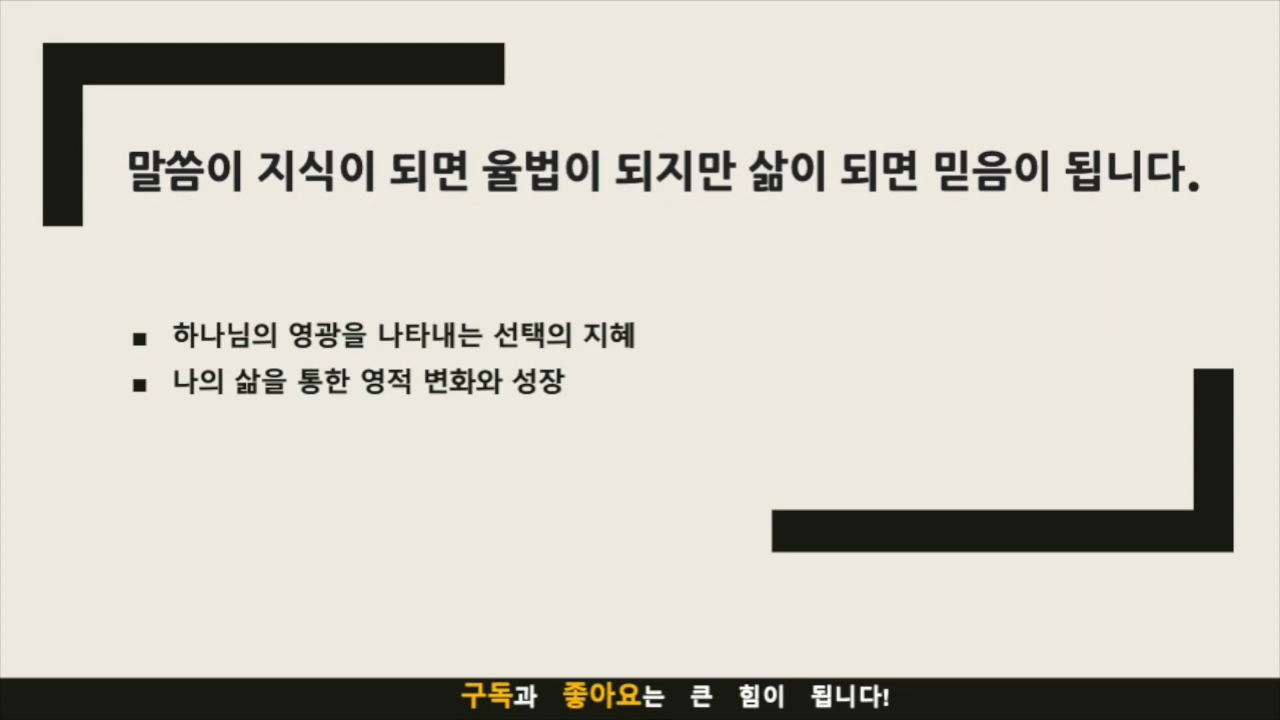 말씀이 지식이 되면 율법이 되지만 삶이 되면 믿음이 됩니다.
■ 하나님의 영광을 나타내는 선택의 지혜
■ 나의 삶을 통한 영적 변화와 성장
구독과 좋아요는 큰 힘이 됩니다!